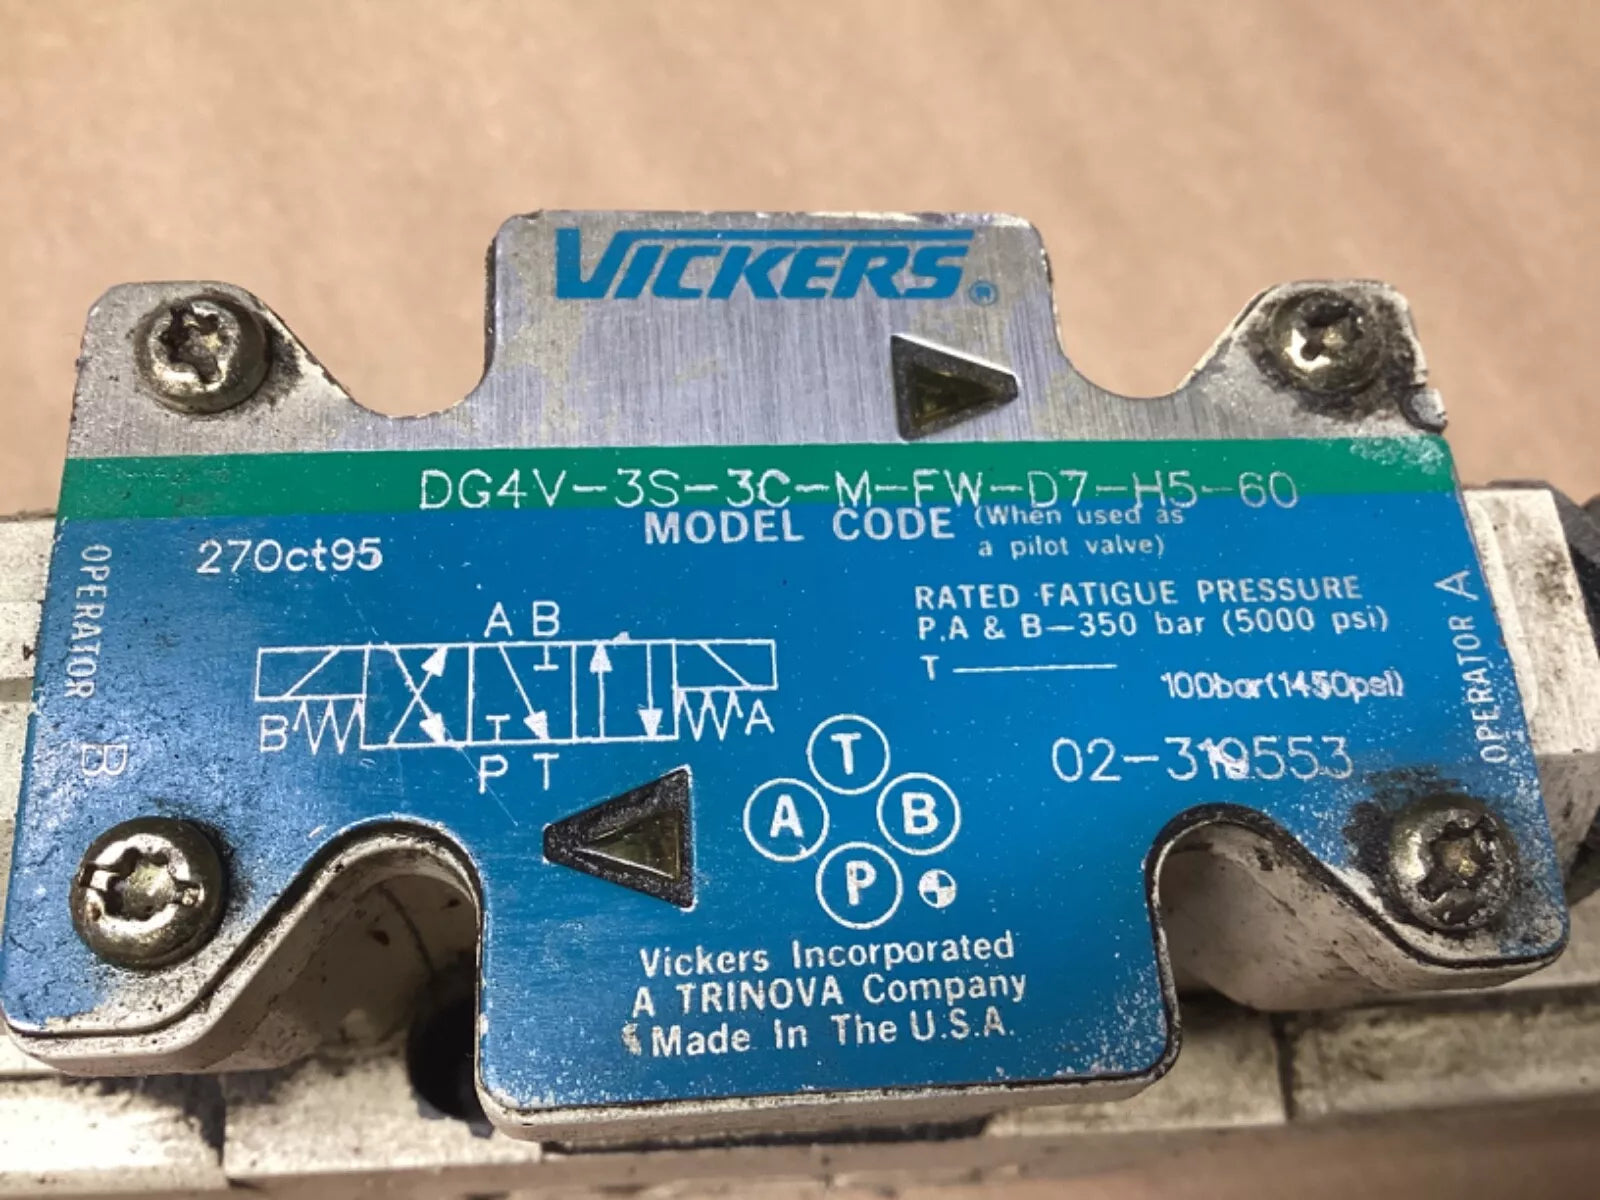 VICKERS®
DG4V-3S-3C-M-FW-D7-H5-60
MODEL CODE (When used as
a pilot valve)
27Oct95
OPERATOR B
OPERATOR A
RATED FATIGUE PRESSURE
P,A & B-350 bar (5000 psi)
T 100bar(1450psi)
A B
B A
P T
02-319553
T
A B
P
Vickers Incorporated
A TRINOVA Company
Made In The U.S.A.